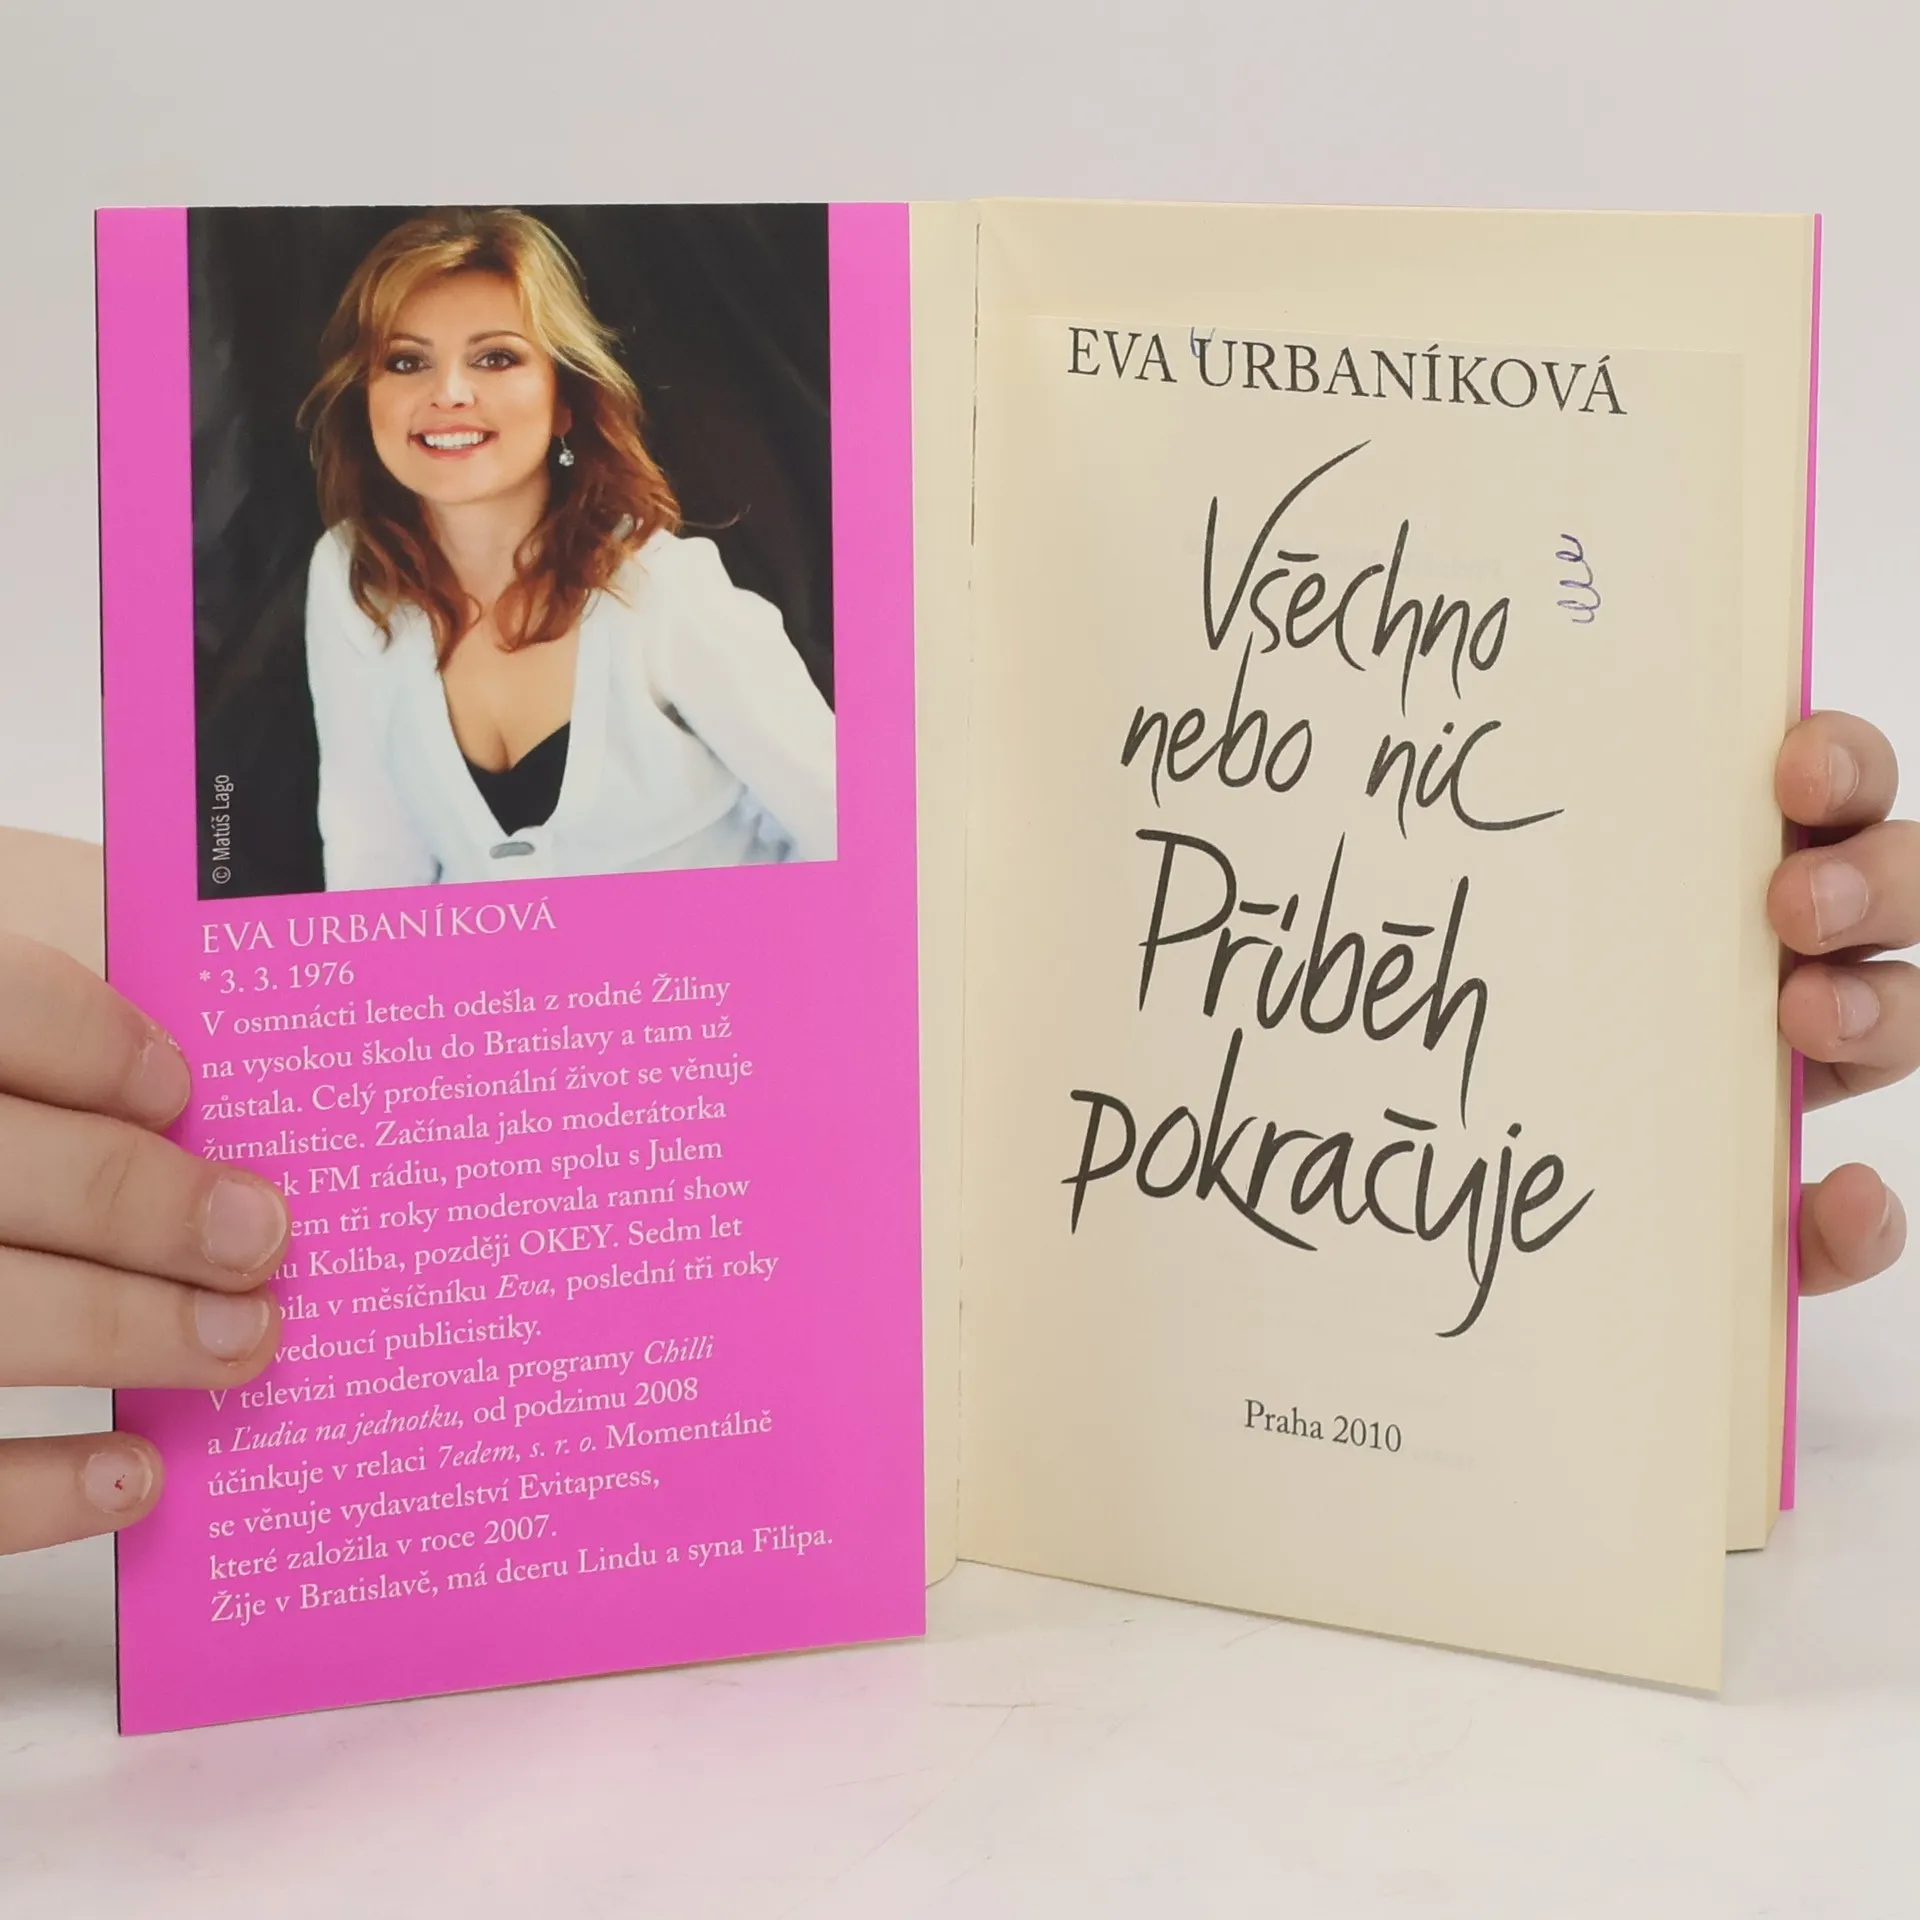 © Matúš Lago
EVA URBANÍKOVÁ
* 3. 3. 1976
V osmnácti letech odešla z rodné Žiliny
na vysokou školu do Bratislavy a tam už
zůstala. Celý profesionální život se věnuje
žurnalistice. Začínala jako moderátorka
FM rádiu, potom spolu s Julem
tři roky moderovala ranní show
Koliba, později OKEY. Sedm let
v měsíčníku Eva, poslední tři roky
vedoucí publicistiky.
V televizi moderovala programy Chilli
a Ľudia na jednotku, od podzimu 2008
účinkuje v relaci 7edem, s. r. o. Momentálně
se věnuje vydavatelství Evitapress,
které založila v roce 2007.
Žije v Bratislavě, má dceru Lindu a syna Filipa.
EVA URBANÍKOVÁ
Všechno
nebo nic
Příběh
pokračuje
Praha 2010